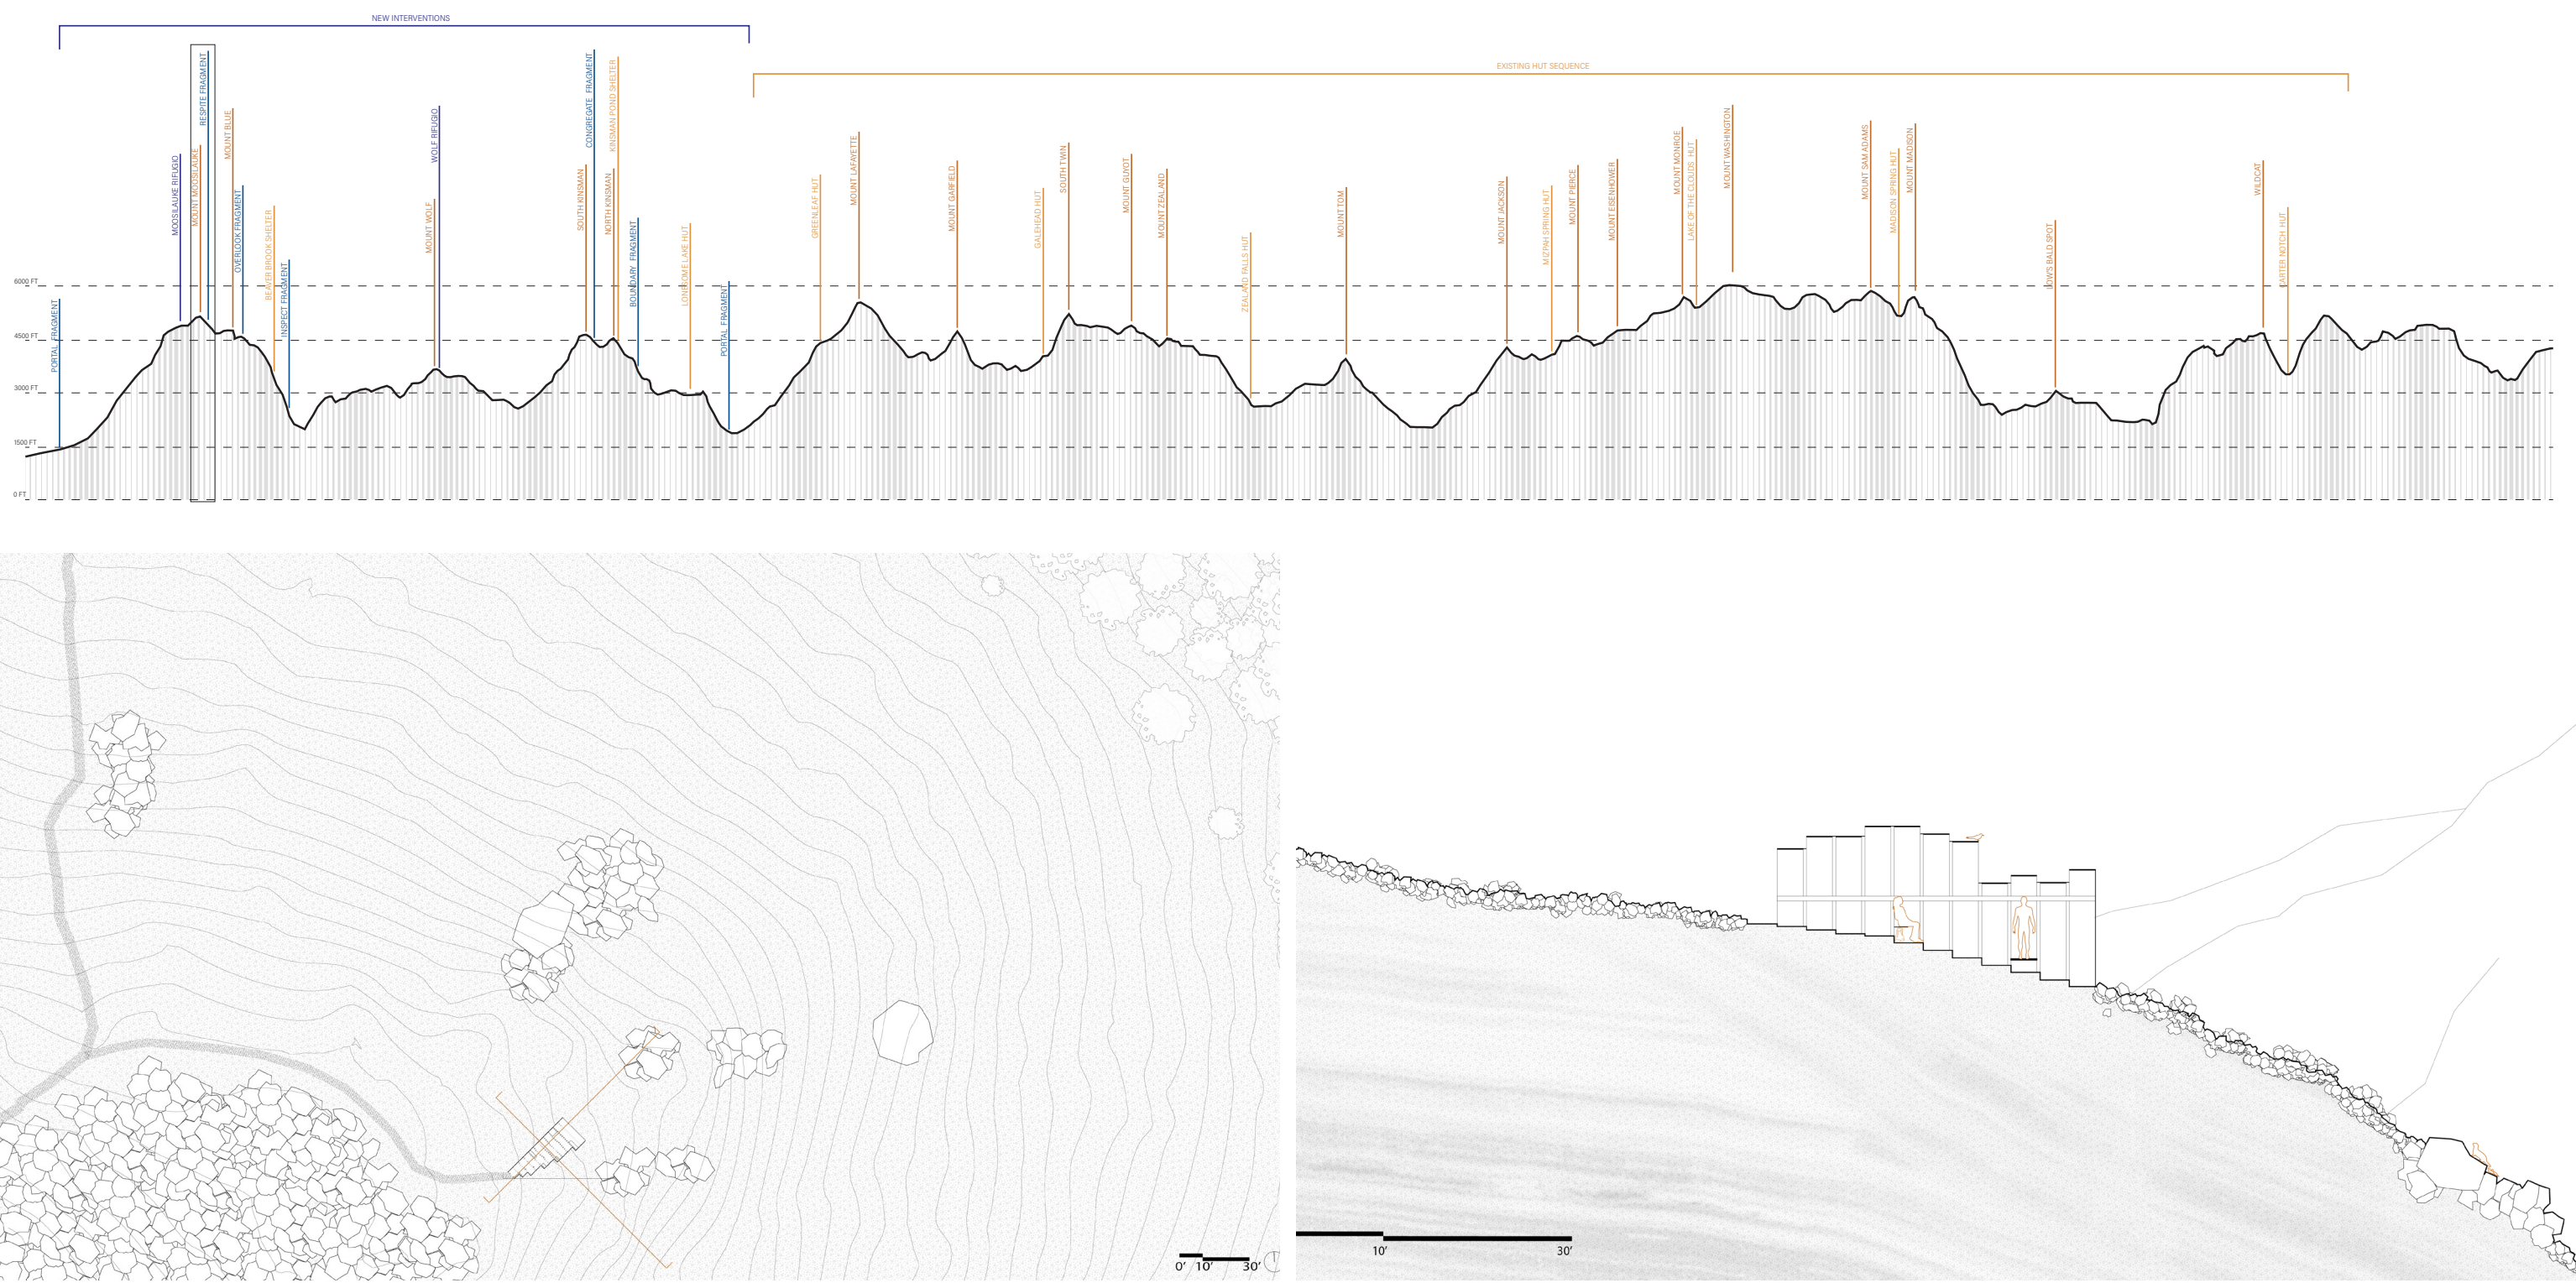 NEW INTERVENTIONS
EXISTING HUT SEQUENCE
PORTAL FRAGMENT
MOOSILAUKE RIFUGIO
MOUNT MOOSILAUKE
RESPITE FRAGMENT
MOUNT BLUE
OVERLOOK FRAGMENT
BEAVER BROOK SHELTER
INSPECT FRAGMENT
MOUNT WOLF
WOLF RIFUGIO
SOUTH KINSMAN
CONGREGATE FRAGMENT
NORTH KINSMAN
KINSMAN POND SHELTER
BOUNDARY FRAGMENT
LONESOME LAKE HUT
PORTAL FRAGMENT
GREENLEAF HUT
MOUNT LAFAYETTE
MOUNT GARFIELD
GALEHEAD HUT
SOUTH TWIN
MOUNT GUYOT
MOUNT ZEALAND
ZEALAND FALLS HUT
MOUNT TOM
MOUNT JACKSON
MIZPAH SPRING HUT
MOUNT PIERCE
MOUNT EISENHOWER
MOUNT MONROE
LAKE OF THE CLOUDS HUT
MOUNT WASHINGTON
MOUNT SAM ADAMS
MADISON SPRING HUT
MOUNT MADISON
LOW'S BALD SPOT
WILDCAT
CARTER NOTCH HUT
6000 FT
4500 FT
3000 FT
1500 FT
0 FT
0' 10' 30'
10' 30'